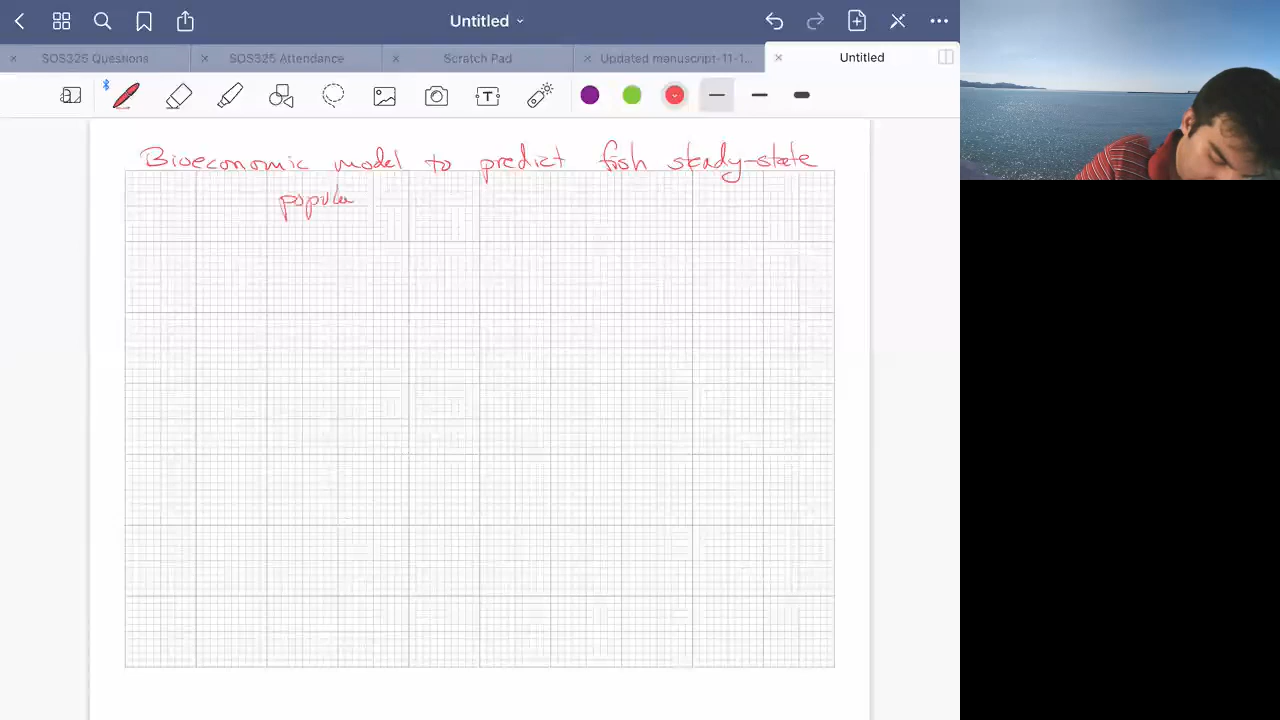 Untitled
SOS325 Questions
SOS325 Attendance
Scratch Pad
Updated manuscript-11-1...
Untitled
Bioeconomic model to predict fish steady-state
popula